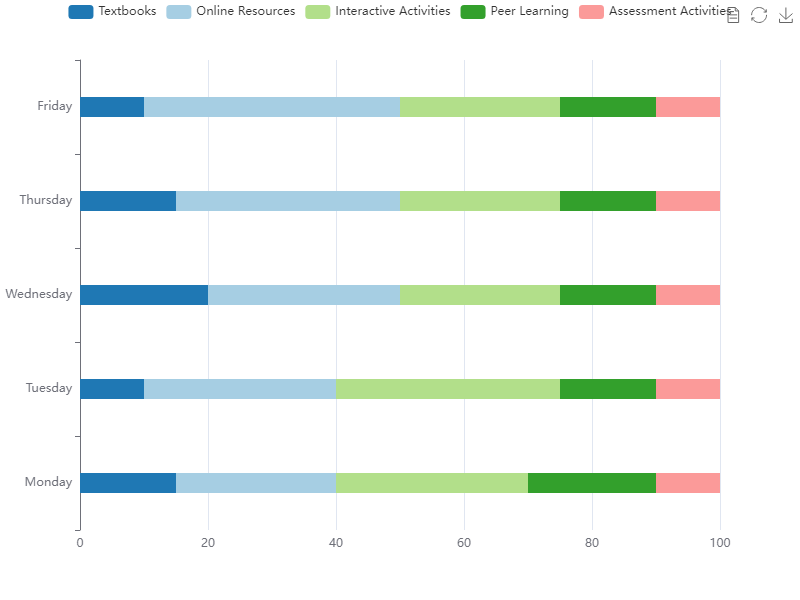 Textbooks Online Resources Interactive Activities Peer Learning Assessment Activities
Friday
Thursday
Wednesday
Tuesday
Monday
0 20 40 60 80 100